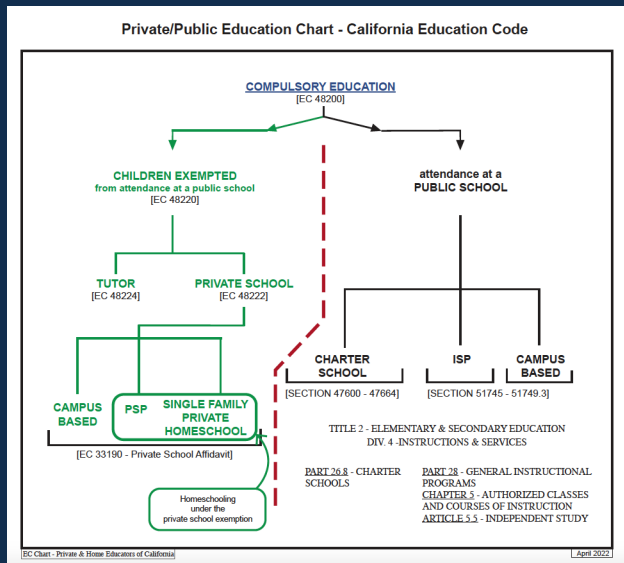 Private/Public Education Chart - California Education Code
COMPULSORY EDUCATION
[EC 48200]
CHILDREN EXEMPTED
from attendance at a public school
[EC 48220]
attendance at a
PUBLIC SCHOOL
TUTOR
[EC 48224]
PRIVATE SCHOOL
[EC 48222]
CHARTER
SCHOOL
[SECTION 47600 - 47664]
ISP
CAMPUS
BASED
[SECTION 51745 - 51749.3]
CAMPUS
BASED
PSP
SINGLE FAMILY
PRIVATE
HOMESCHOOL
[EC 33190 - Private School Affidavit]
Homeschooling
under the
private school exemption
TITLE 2 - ELEMENTARY & SECONDARY EDUCATION
DIV. 4 -INSTRUCTIONS & SERVICES
PART 26.8 - CHARTER
SCHOOLS
PART 28 - GENERAL INSTRUCTIONAL
PROGRAMS
CHAPTER 5 - AUTHORIZED CLASSES
AND COURSES OF INSTRUCTION
ARTICLE 5.5 - INDEPENDENT STUDY
EC Chart - Private & Home Educators of California
April 2022